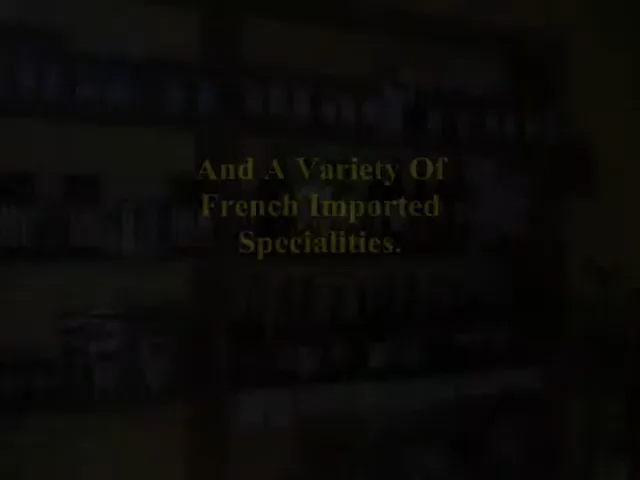 And A Variety Of
French Imported
Specialities.